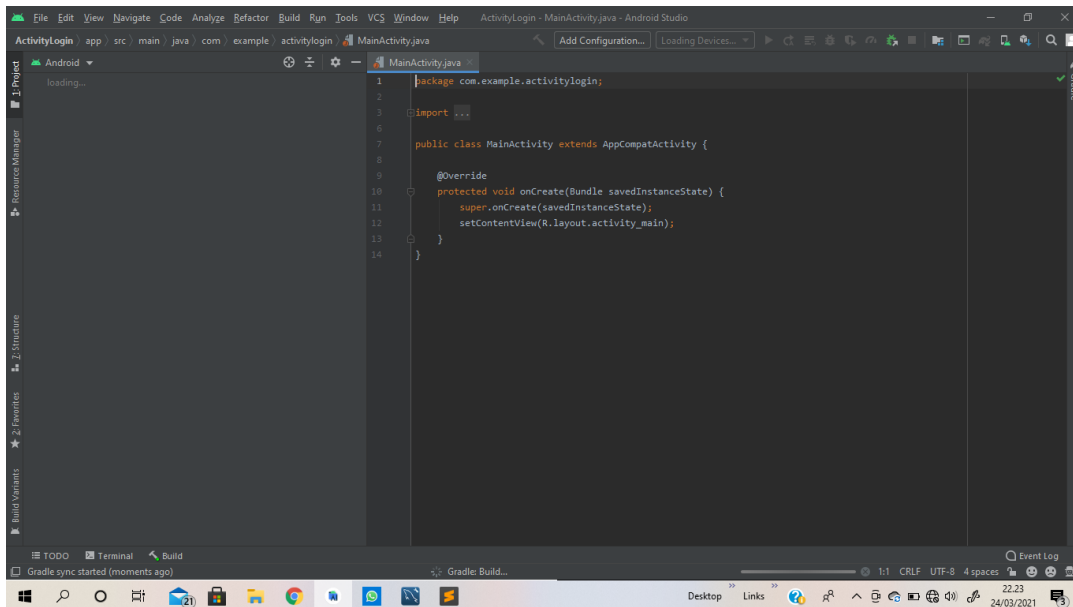 File Edit View Navigate Code Analyze Refactor Build Run Tools VCS Window Help ActivityLogin - MainActivity.java - Android Studio
ActivityLogin app src main java com example activitylogin MainActivity.java Add Configuration... Loading Devices...
1: Project
Resource Manager
7: Structure
2: Favorites
Build Variants
Android
loading...
MainActivity.java
1 package com.example.activitylogin;
2
3 import ...
6
7 public class MainActivity extends AppCompatActivity {
8
9 @Override
10 protected void onCreate(Bundle savedInstanceState) {
11 super.onCreate(savedInstanceState);
12 setContentView(R.layout.activity_main);
13 }
14 }
TODO Terminal Build Event Log
Gradle sync started (moments ago) Gradle: Build... 1:1 CRLF UTF-8 4 spaces
21 Desktop Links 22.23
24/03/2021 3